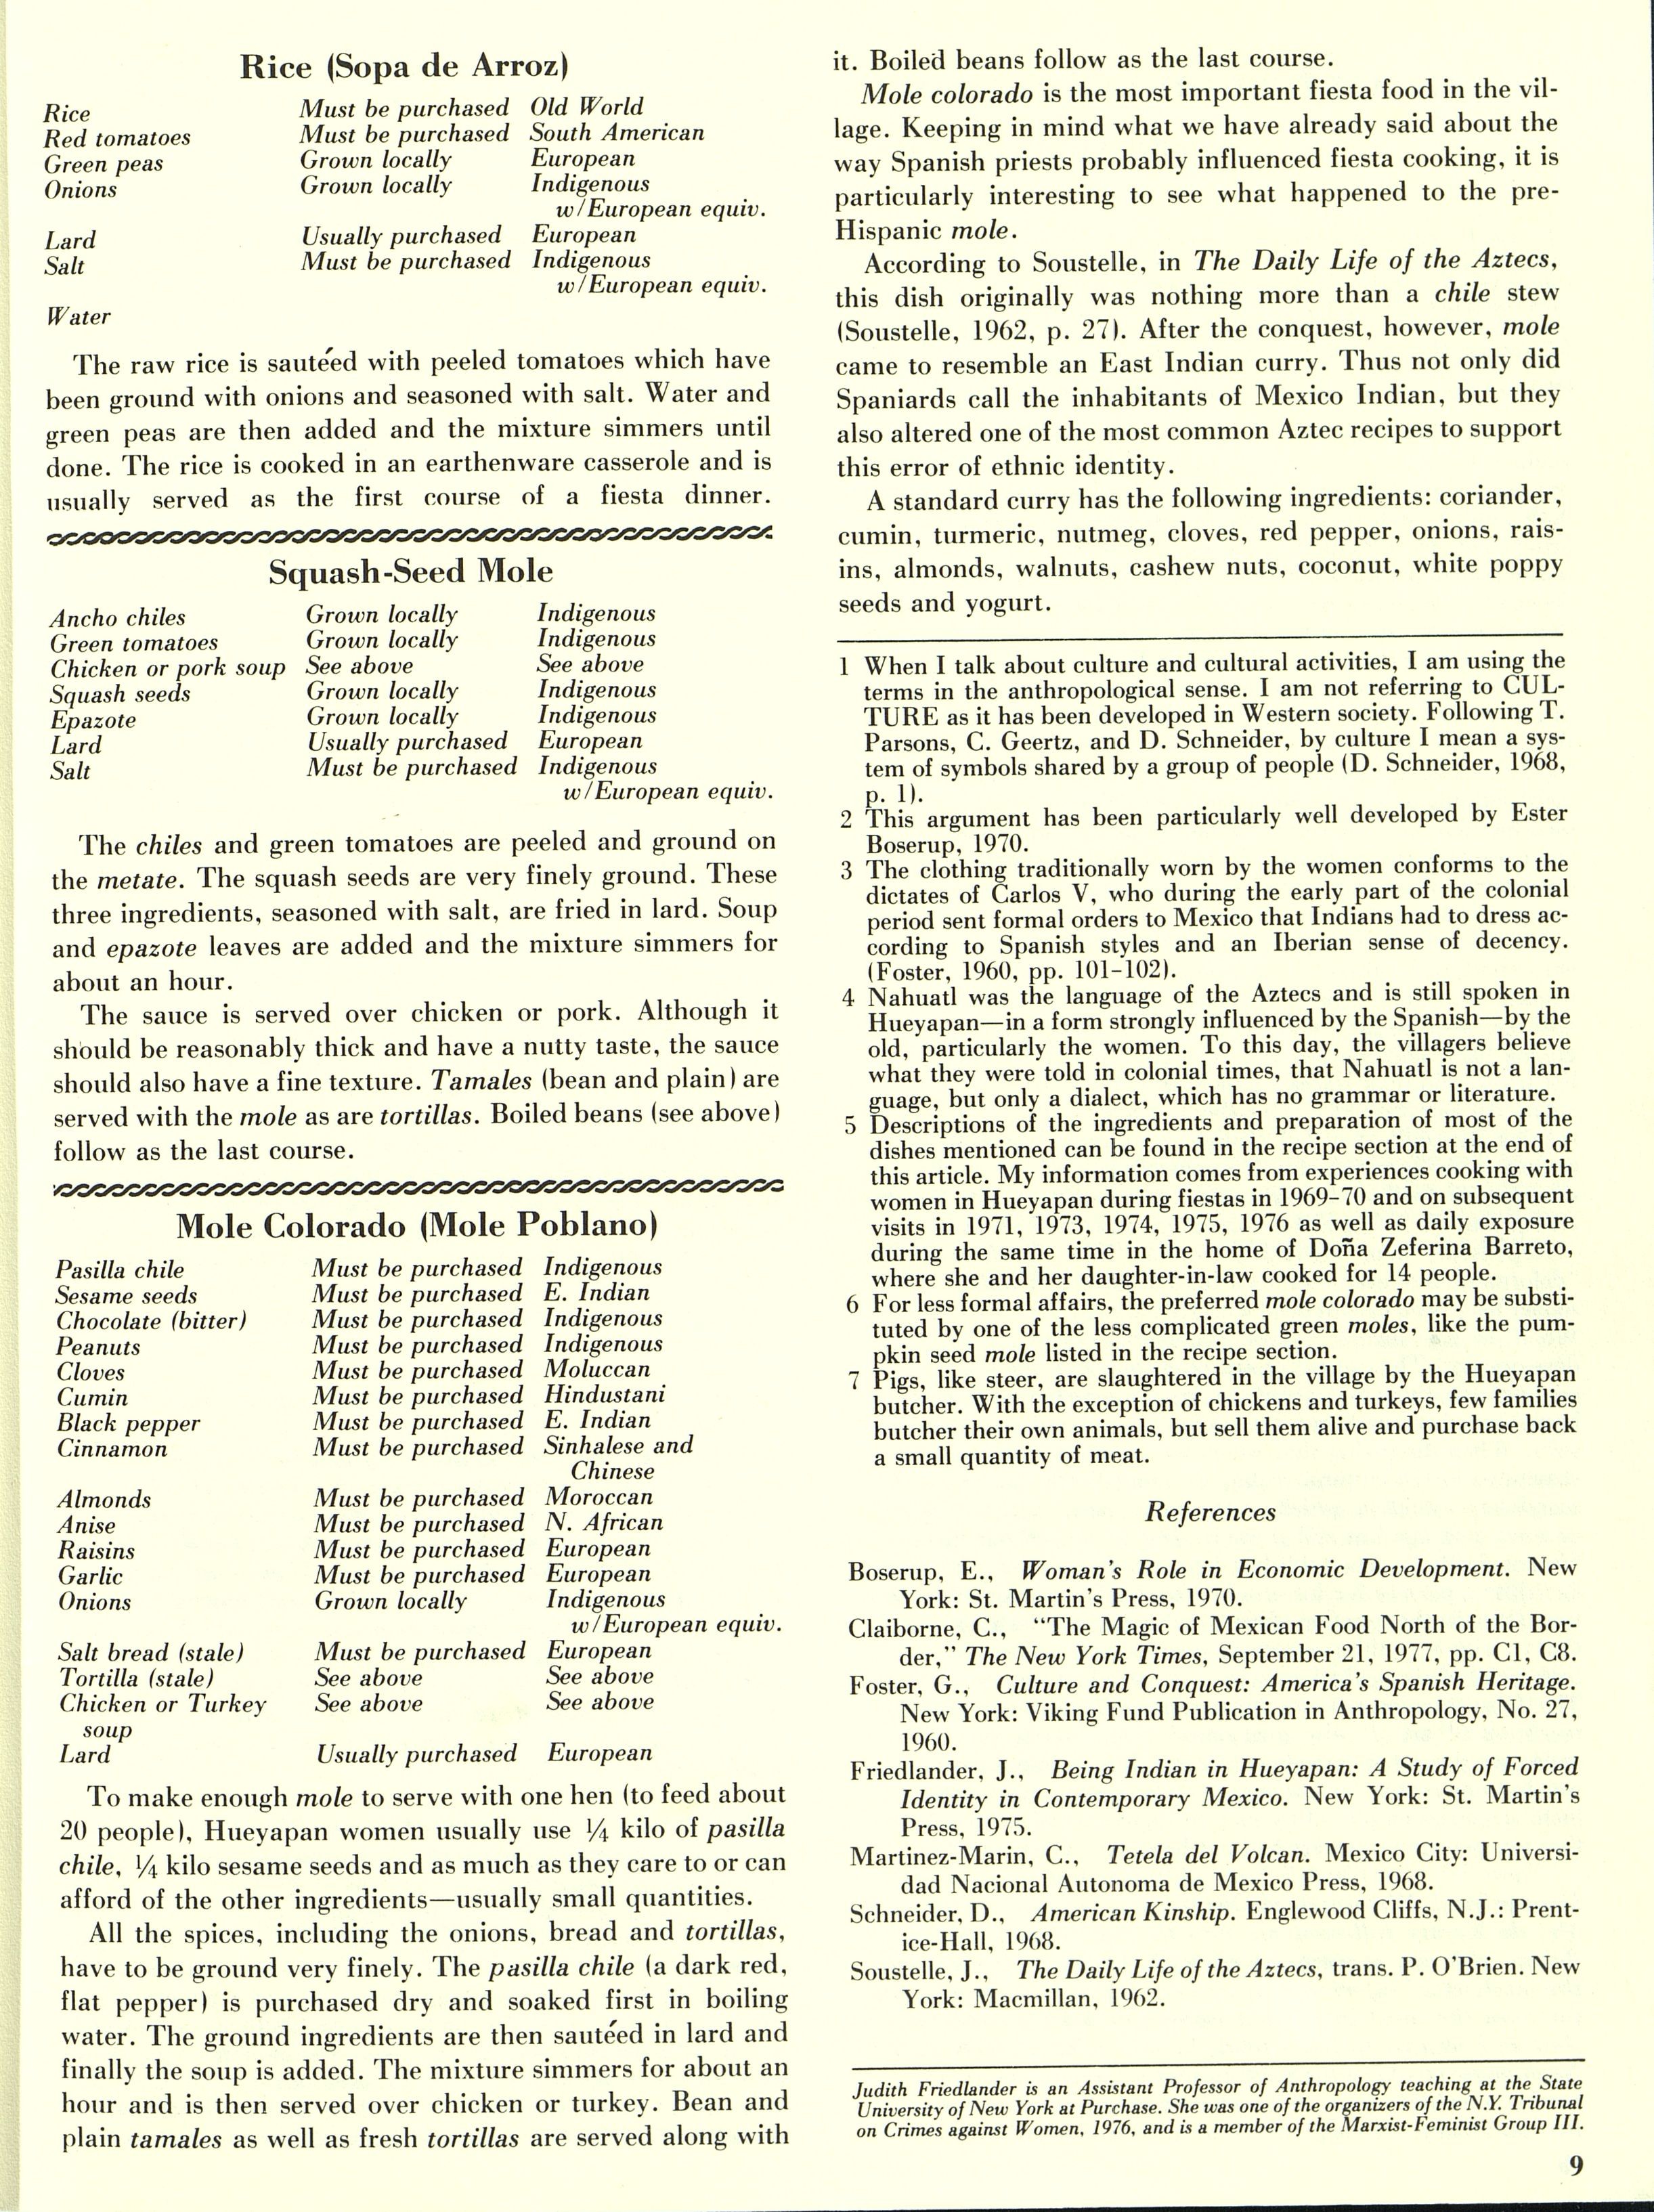 Rice (Sopa de Arroz)
Rice Must be purchased Old World
Red tomatoes Must be purchased South American
Green peas Grown locally European
Onions Grown locally Indigenous
w/European equiv.
Lard Usually purchased European
Salt Must be purchased Indigenous
w/European equiv.
Water
The raw rice is sautéed with peeled tomatoes which have
been ground with onions and seasoned with salt. Water and
green peas are then added and the mixture simmers until
done. The rice is cooked in an earthenware casserole and is
usually served as the first course of a fiesta dinner.
Squash-Seed Mole
Ancho chiles Grown locally Indigenous
Green tomatoes Grown locally Indigenous
Chicken or pork soup See above See above
Squash seeds Grown locally Indigenous
Epazote Grown locally Indigenous
Lard Usually purchased European
Salt Must be purchased Indigenous
w/European equiv.
The chiles and green tomatoes are peeled and ground on
the metate. The squash seeds are very finely ground. These
three ingredients, seasoned with salt, are fried in lard. Soup
and epazote leaves are added and the mixture simmers for
about an hour.
The sauce is served over chicken or pork. Although it
should be reasonably thick and have a nutty taste, the sauce
should also have a fine texture. Tamales (bean and plain) are
served with the mole as are tortillas. Boiled beans (see above)
follow as the last course.
Mole Colorado (Mole Poblano)
Pasilla chile Must be purchased Indigenous
Sesame seeds Must be purchased E. Indian
Chocolate (bitter) Must be purchased Indigenous
Peanuts Must be purchased Indigenous
Cloves Must be purchased Moluccan
Cumin Must be purchased Hindustani
Black pepper Must be purchased E. Indian
Cinnamon Must be purchased Sinhalese and
Chinese
Almonds Must be purchased Moroccan
Anise Must be purchased N. African
Raisins Must be purchased European
Garlic Must be purchased European
Onions Grown locally Indigenous
w/European equiv.
Salt bread (stale) Must be purchased European
Tortilla (stale) See above See above
Chicken or Turkey See above See above
soup
Lard Usually purchased European
To make enough mole to serve with one hen (to feed about
20 people), Hueyapan women usually use ¼ kilo of pasilla
chile, ¼ kilo sesame seeds and as much as they care to or can
afford of the other ingredients—usually small quantities.
All the spices, including the onions, bread and tortillas,
have to be ground very finely. The pasilla chile (a dark red,
flat pepper) is purchased dry and soaked first in boiling
water. The ground ingredients are then sautéed in lard and
finally the soup is added. The mixture simmers for about an
hour and is then served over chicken or turkey. Bean and
plain tamales as well as fresh tortillas are served along with
it. Boiled beans follow as the last course.
Mole colorado is the most important fiesta food in the vil-
lage. Keeping in mind what we have already said about the
way Spanish priests probably influenced fiesta cooking, it is
particularly interesting to see what happened to the pre-
Hispanic mole.
According to Soustelle, in The Daily Life of the Aztecs,
this dish originally was nothing more than a chile stew
(Soustelle, 1962, p. 27). After the conquest, however, mole
came to resemble an East Indian curry. Thus not only did
Spaniards call the inhabitants of Mexico Indian, but they
also altered one of the most common Aztec recipes to support
this error of ethnic identity.
A standard curry has the following ingredients: coriander,
cumin, turmeric, nutmeg, cloves, red pepper, onions, rais-
ins, almonds, walnuts, cashew nuts, coconut, white poppy
seeds and yogurt.
1 When I talk about culture and cultural activities, I am using the
terms in the anthropological sense. I am not referring to CUL-
TURE as it has been developed in Western society. Following T.
Parsons, C. Geertz, and D. Schneider, by culture I mean a sys-
tem of symbols shared by a group of people (D. Schneider, 1968,
p. 1).
2 This argument has been particularly well developed by Ester
Boserup, 1970.
3 The clothing traditionally worn by the women conforms to the
dictates of Carlos V, who during the early part of the colonial
period sent formal orders to Mexico that Indians had to dress ac-
cording to Spanish styles and an Iberian sense of decency.
(Foster, 1960, pp. 101–102).
4 Nahuatl was the language of the Aztecs and is still spoken in
Hueyapan—in a form strongly influenced by the Spanish—by the
old, particularly the women. To this day, the villagers believe
what they were told in colonial times, that Nahuatl is not a lan-
guage, but only a dialect, which has no grammar or literature.
5 Descriptions of the ingredients and preparation of most of the
dishes mentioned can be found in the recipe section at the end of
this article. My information comes from experiences cooking with
women in Hueyapan during fiestas in 1969–70 and on subsequent
visits in 1971, 1973, 1974, 1975, 1976 as well as daily exposure
during the same time in the home of Doña Zeferina Barreto,
where she and her daughter-in-law cooked for 14 people.
6 For less formal affairs, the preferred mole colorado may be substi-
tuted by one of the less complicated green moles, like the pum-
pkin seed mole listed in the recipe section.
7 Pigs, like steer, are slaughtered in the village by the Hueyapan
butcher. With the exception of chickens and turkeys, few families
butcher their own animals, but sell them alive and purchase back
a small quantity of meat.
References
Boserup, E., Woman's Role in Economic Development. New
York: St. Martin's Press, 1970.
Claiborne, C., “The Magic of Mexican Food North of the Bor-
der,” The New York Times, September 21, 1977, pp. C1, C8.
Foster, G., Culture and Conquest: America's Spanish Heritage.
New York: Viking Fund Publication in Anthropology, No. 27,
1960.
Friedlander, J., Being Indian in Hueyapan: A Study of Forced
Identity in Contemporary Mexico. New York: St. Martin's
Press, 1975.
Martinez-Marin, C., Tetela del Volcan. Mexico City: Universi-
dad Nacional Autonoma de Mexico Press, 1968.
Schneider, D., American Kinship. Englewood Cliffs, N.J.: Prent-
ice-Hall, 1968.
Soustelle, J., The Daily Life of the Aztecs, trans. P. O'Brien. New
York: Macmillan, 1962.
Judith Friedlander is an Assistant Professor of Anthropology teaching at the State
University of New York at Purchase. She was one of the organizers of the N.Y. Tribunal
on Crimes against Women, 1976, and is a member of the Marxist-Feminist Group III.
9